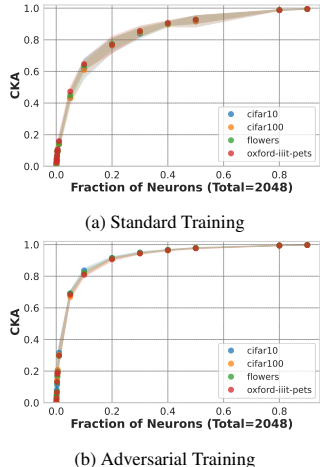 1.0
0.8
0.6
0.4
0.2
0.0
CKA
cifar10
cifar100
flowers
oxford-iiit-pets
0.0 0.2 0.4 0.6 0.8
Fraction of Neurons (Total=2048)
(a) Standard Training
1.0
0.8
0.6
0.4
0.2
0.0
CKA
cifar10
cifar100
flowers
oxford-iiit-pets
0.0 0.2 0.4 0.6 0.8
Fraction of Neurons (Total=2048)
(b) Adversarial Training